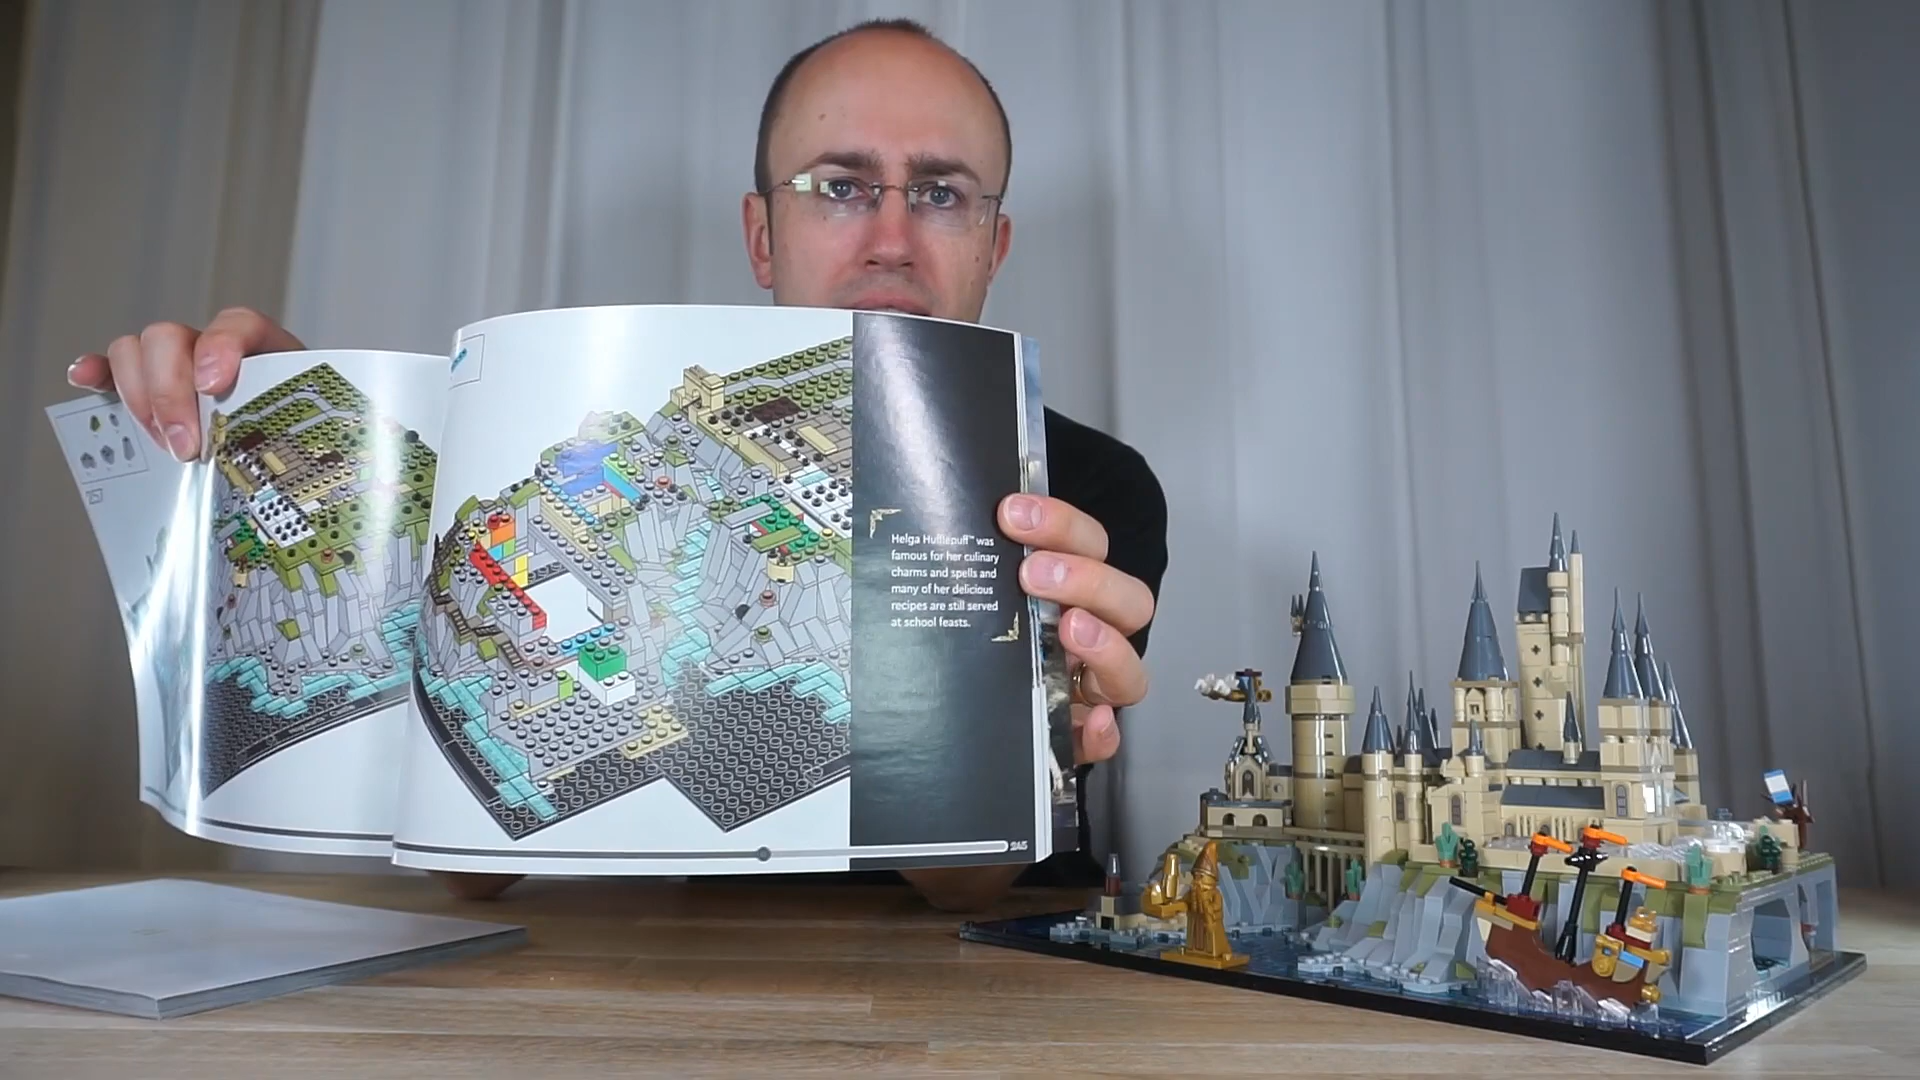 Helga Hufflepuff™ was
famous for her culinary
charms and spells and
many of her delicious
recipes are still served
at school feasts.
245